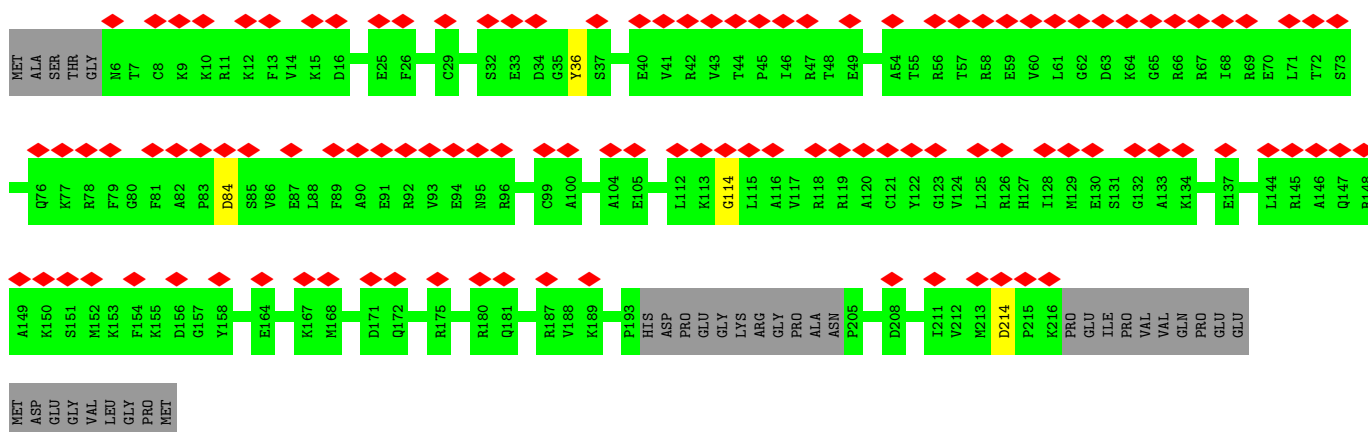 MET ALA SER THR GLY N6 T7 C8 K9 K10 R11 K12 F13 V14 K15 D16 E25 F26 C29 S32 E33 D34 G35 Y36 S37 E40 V41 R42 V43 T44 P45 I46 R47 T48 E49 A54 T55 R56 T57 R58 E59 V60 L61 G62 D63 K64 G65 R66 R67 I68 R69 E70 L71 T72 S73
Q76 K77 R78 F79 G80 F81 A82 P83 D84 S85 V86 E87 L88 F89 A90 E91 R92 V93 E94 N95 R96 C99 A100 A104 E105 L112 K113 G114 L115 A116 V117 R118 R119 A120 C121 Y122 G123 V124 L125 R126 H127 I128 M129 E130 S131 G132 A133 K134 E137 L144 R145 A146 Q147 R148
A149 K150 S151 M152 K153 F154 K155 D156 G157 Y158 E164 K167 M168 D171 Q172 R175 R180 Q181 R187 V188 K189 P193 HIS ASP PRO GLU GLY LYS ARG GLY PRO ALA ASN P205 D208 I211 V212 M213 D214 P215 K216 PRO GLU ILE PRO VAL VAL GLN PRO GLU GLU
MET ASP GLU GLY VAL LEU GLY PRO MET